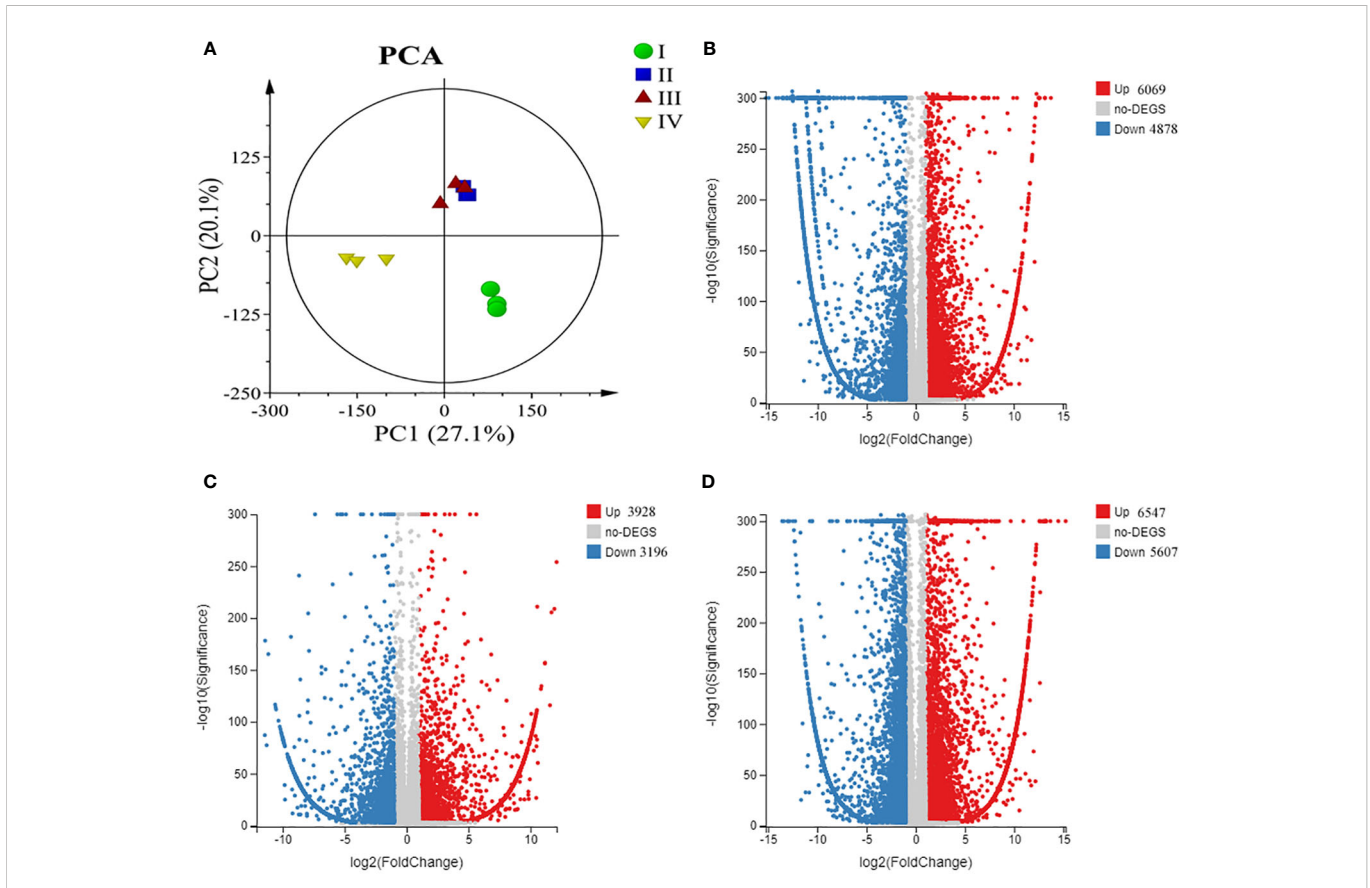 A
PCA
I
II
III
IV
125
0
-125
-250
-300
-150
0
150
PC2 (20.1%)
PC1 (27.1%)
B
Up 6069
no-DEGS
Down 4878
300
250
200
150
100
50
0
-15
-10
-5
0
5
10
15
-log10(Significance)
log2(FoldChange)
C
Up 3928
no-DEGS
Down 3196
300
250
200
150
100
50
0
-10
-5
0
5
10
-log10(Significance)
log2(FoldChange)
D
Up 6547
no-DEGS
Down 5607
300
250
200
150
100
50
0
-15
-10
-5
0
5
10
15
-log10(Significance)
log2(FoldChange)